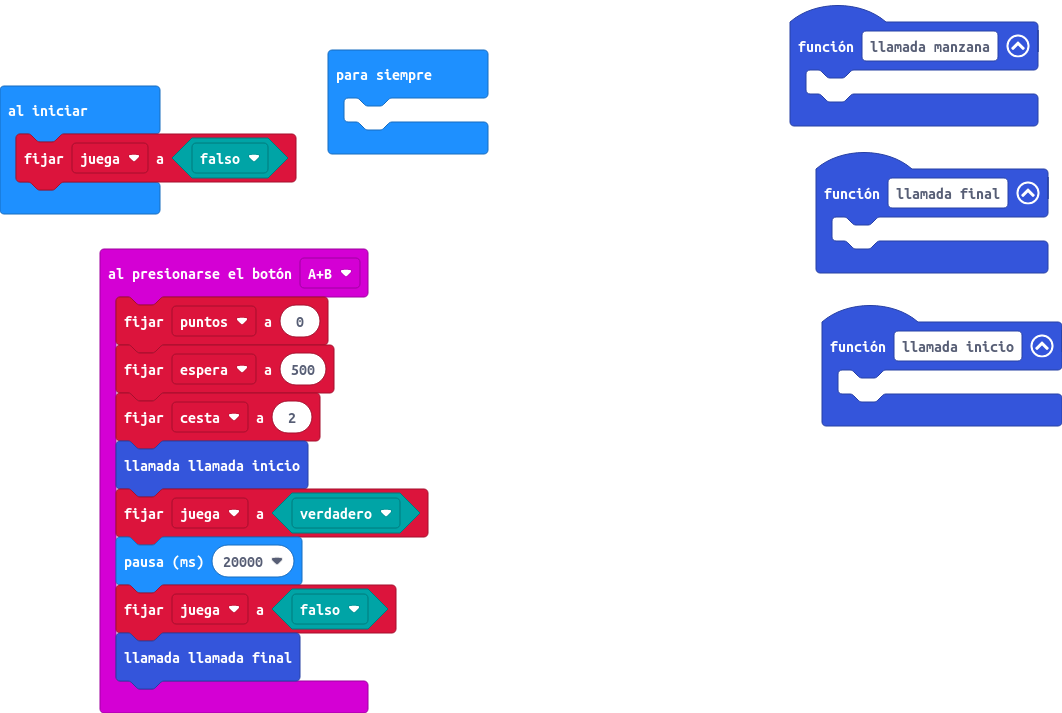 al iniciar
fijar juega a falso
para siempre
al presionarse el botón A+B
fijar puntos a 0
fijar espera a 500
fijar cesta a 2
llamada llamada inicio
fijar juega a verdadero
pausa (ms) 20000
fijar juega a falso
llamada llamada final
función llamada manzana
función llamada final
función llamada inicio